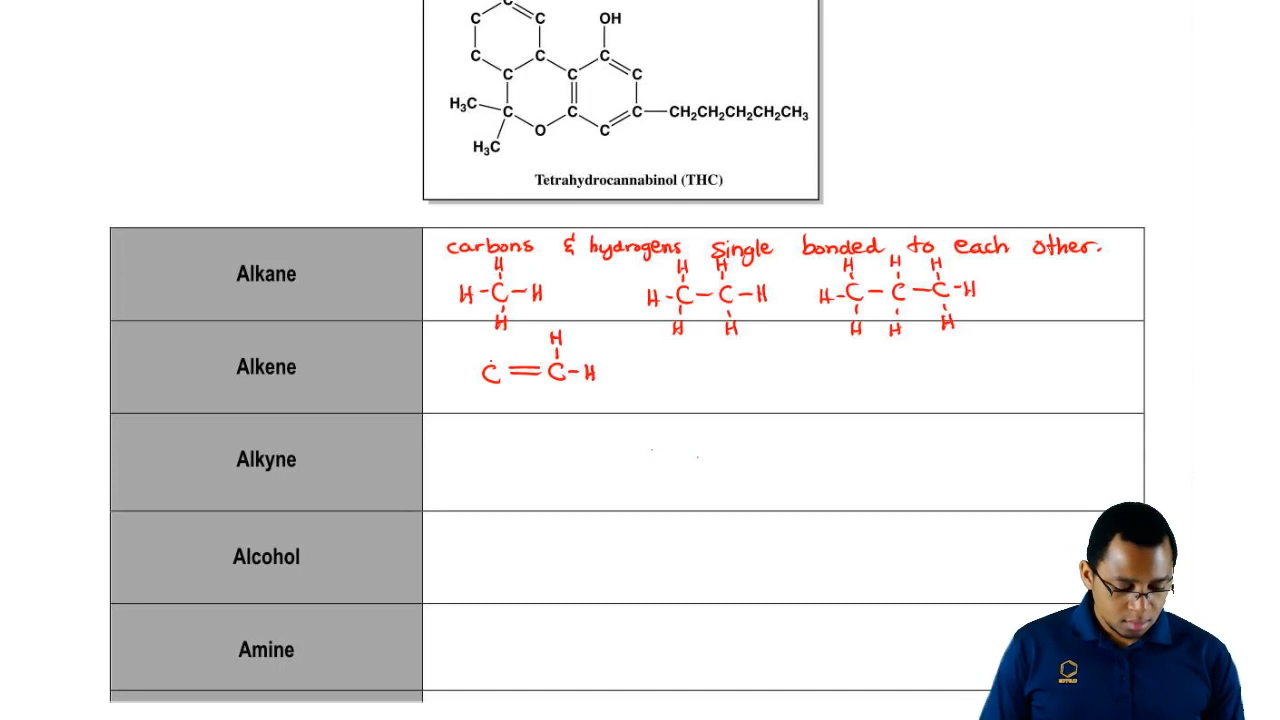 C
C C
OH
C C C
C C C
H₃C C C C CH₂CH₂CH₂CH₂CH₃
O C
H₃C
Tetrahydrocannabinol (THC)
Alkane
carbons & hydrogens single bonded to each other.
H H H H H H
H-C-H H-C-C-H H-C-C-C-H
H H H H H H
Alkene
H
C=C-H
Alkyne
Alcohol
Amine